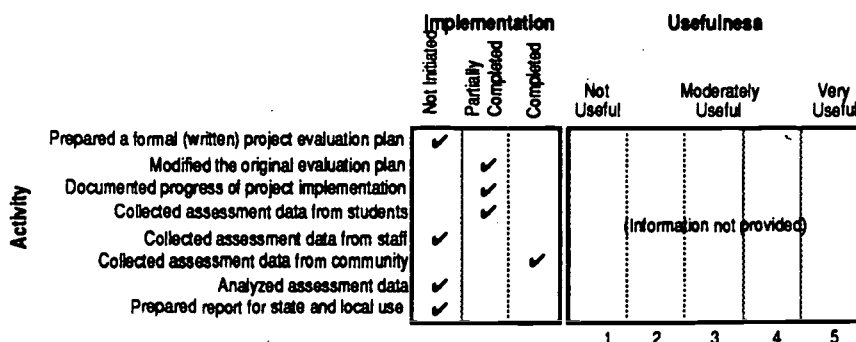 Implementation Usefulness
Not Initiated
Partially
Completed
Completed
Not
Useful
Moderately
Useful
Very
Useful
Activity
Prepared a formal (written) project evaluation plan ✔
Modified the original evaluation plan ✔
Documented progress of project implementation ✔
Collected assessment data from students ✔
(Information not provided)
Collected assessment data from staff ✔
Collected assessment data from community ✔
Analyzed assessment data ✔
Prepared report for state and local use ✔
1 2 3 4 5